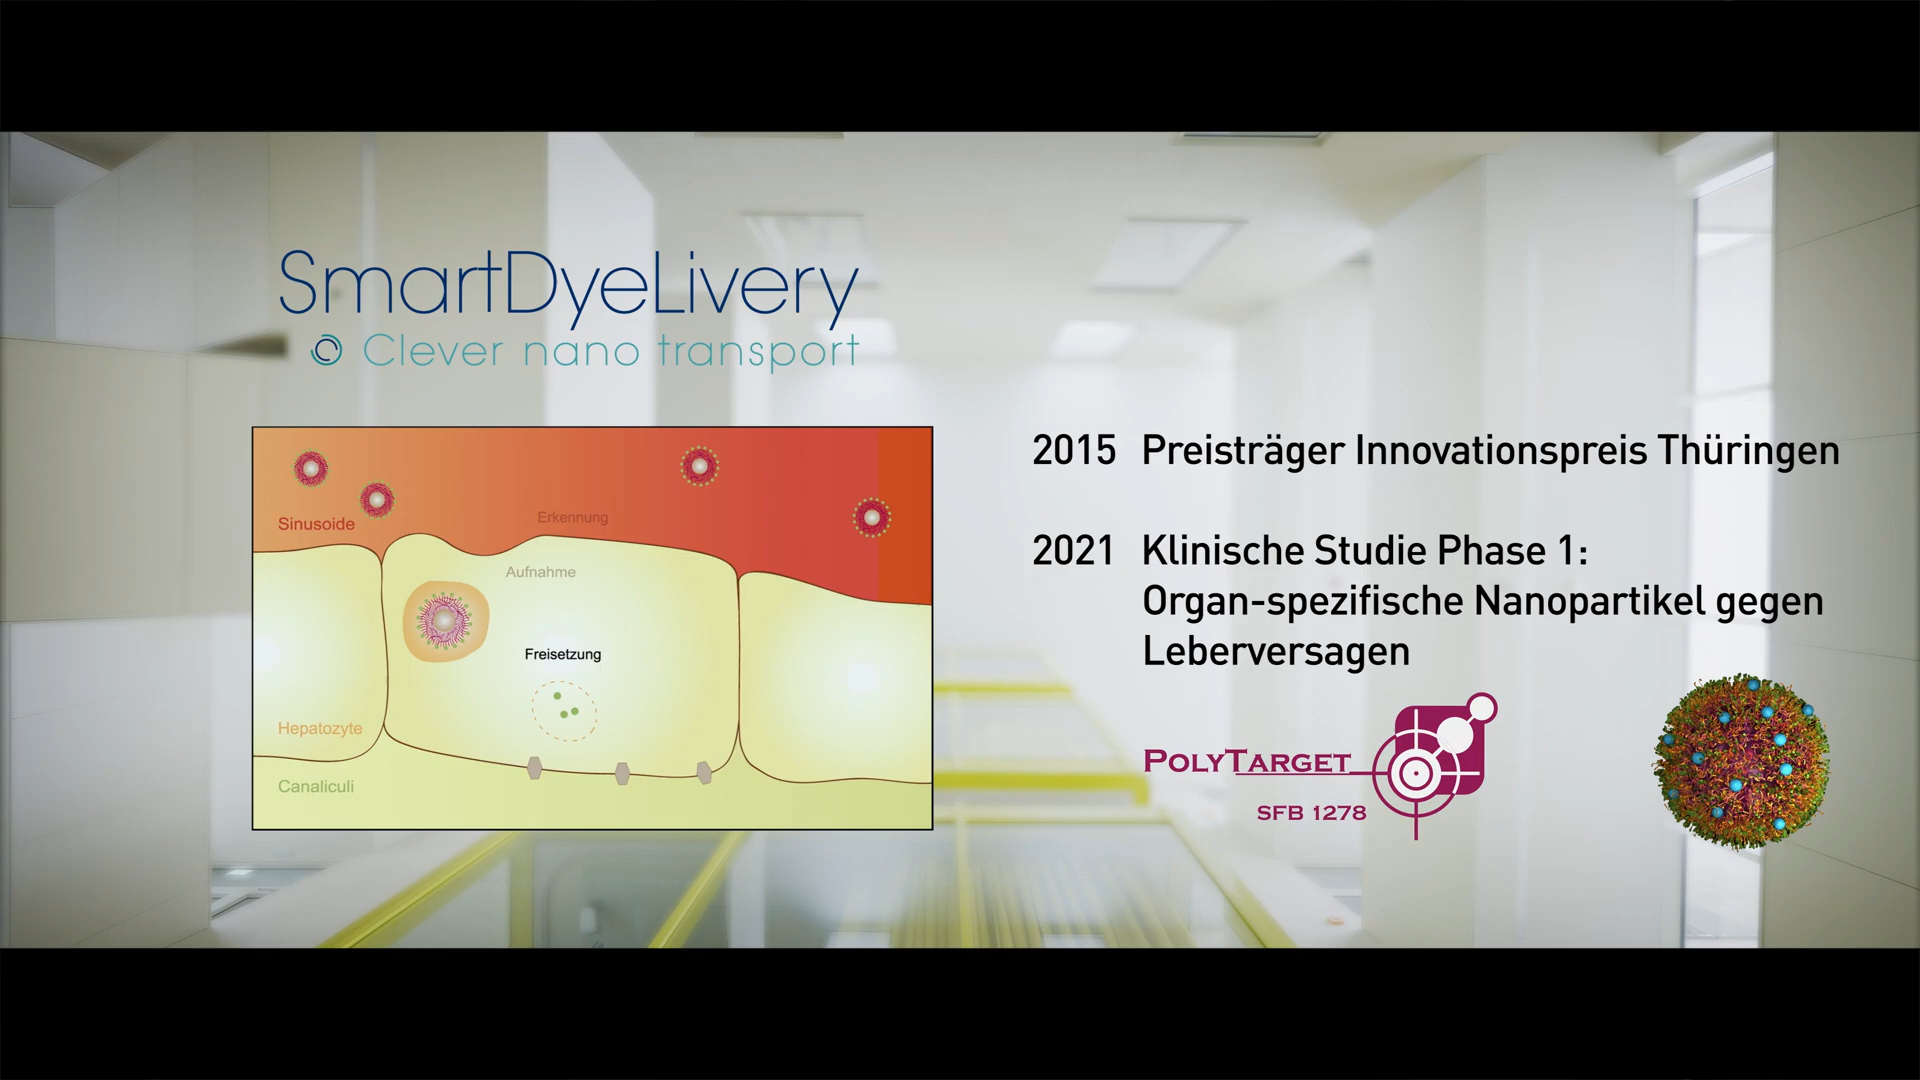 SmartDyeLivery
Clever nano transport
Sinusoide
Erkennung
Aufnahme
Freisetzung
Hepatozyte
Canaliculi
2015 Preisträger Innovationspreis Thüringen
2021 Klinische Studie Phase 1:
Organ-spezifische Nanopartikel gegen
Leberversagen
POLYTARGET
SFB 1278